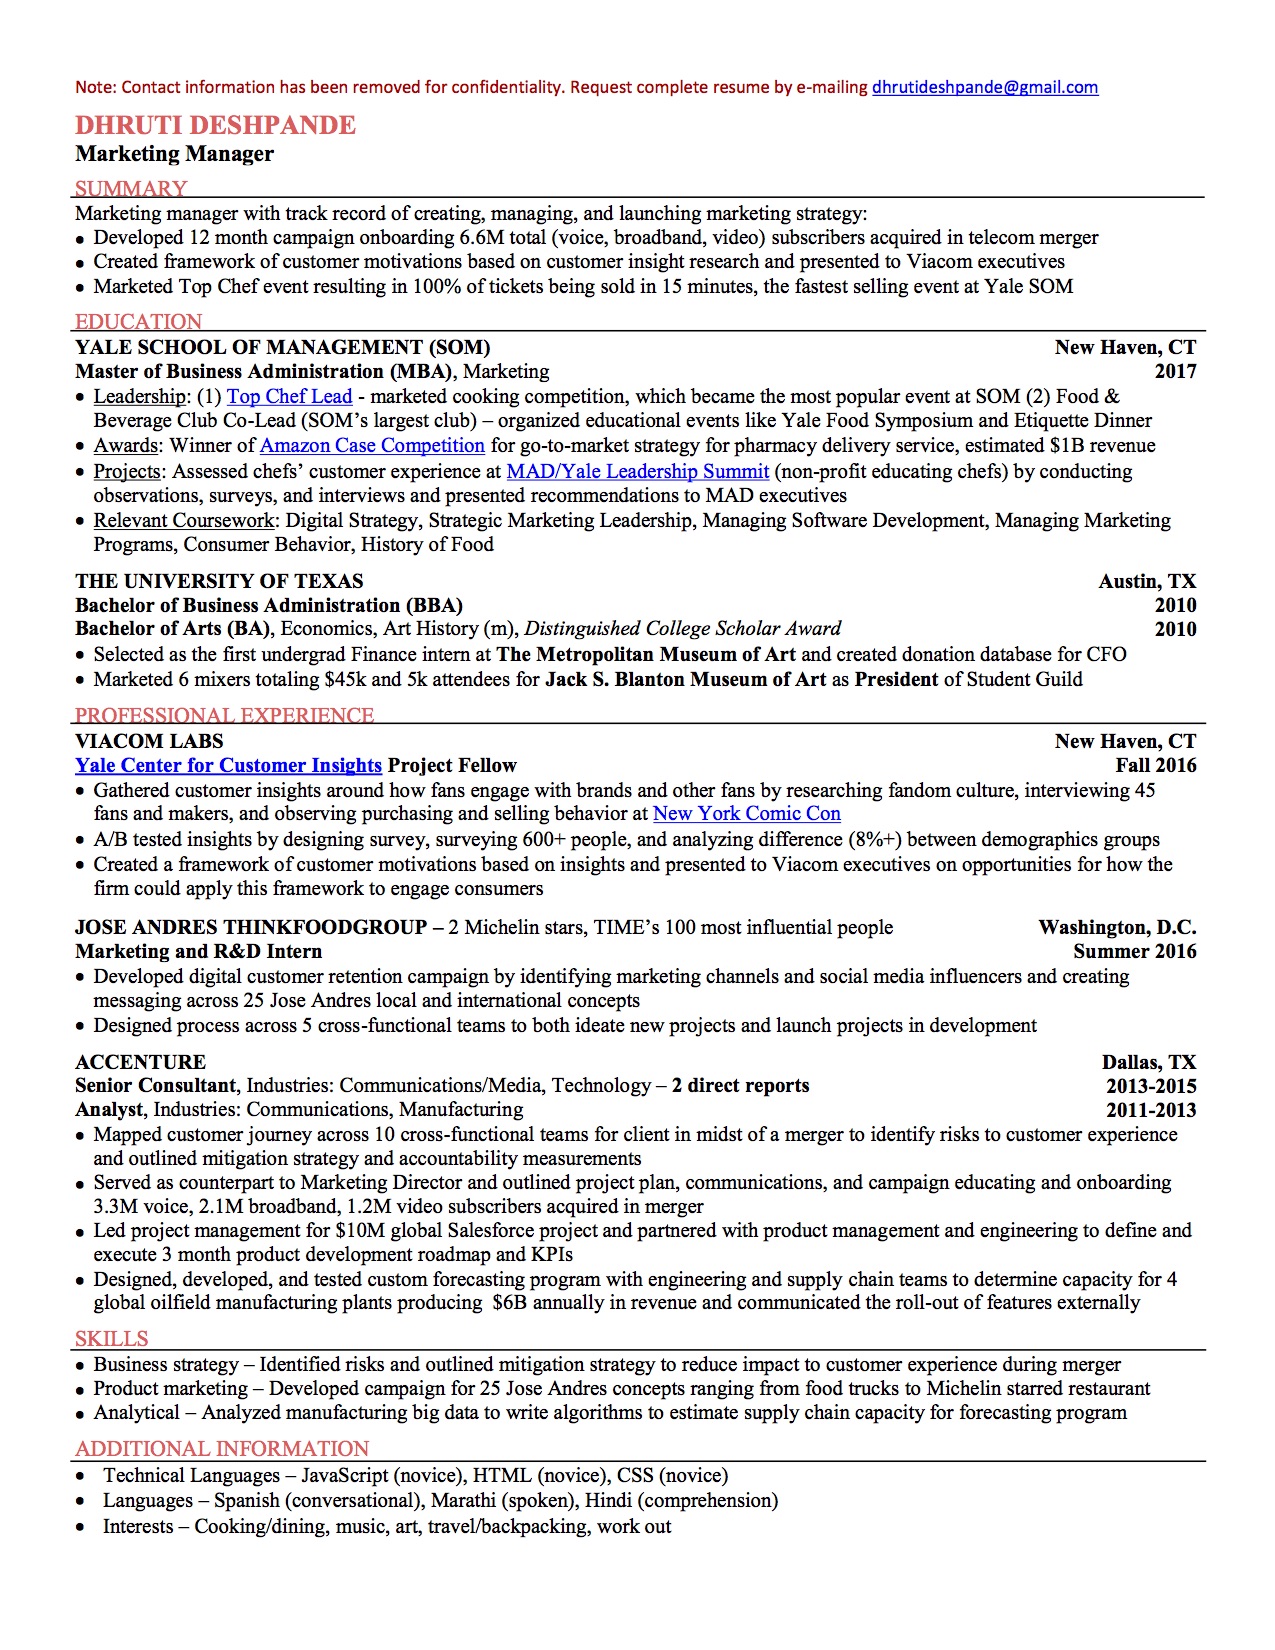 Note: Contact information has been removed for confidentiality. Request complete resume by e-mailing dhrutideshpande@gmail.com
DHRUTI DESHPANDE
Marketing Manager
SUMMARY
Marketing manager with track record of creating, managing, and launching marketing strategy:
• Developed 12 month campaign onboarding 6.6M total (voice, broadband, video) subscribers acquired in telecom merger
• Created framework of customer motivations based on customer insight research and presented to Viacom executives
• Marketed Top Chef event resulting in 100% of tickets being sold in 15 minutes, the fastest selling event at Yale SOM
EDUCATION
YALE SCHOOL OF MANAGEMENT (SOM) New Haven, CT
Master of Business Administration (MBA), Marketing 2017
• Leadership: (1) Top Chef Lead - marketed cooking competition, which became the most popular event at SOM (2) Food &
Beverage Club Co-Lead (SOM’s largest club) – organized educational events like Yale Food Symposium and Etiquette Dinner
• Awards: Winner of Amazon Case Competition for go-to-market strategy for pharmacy delivery service, estimated $1B revenue
• Projects: Assessed chefs’ customer experience at MAD/Yale Leadership Summit (non-profit educating chefs) by conducting
observations, surveys, and interviews and presented recommendations to MAD executives
• Relevant Coursework: Digital Strategy, Strategic Marketing Leadership, Managing Software Development, Managing Marketing
Programs, Consumer Behavior, History of Food
THE UNIVERSITY OF TEXAS Austin, TX
Bachelor of Business Administration (BBA) 2010
Bachelor of Arts (BA), Economics, Art History (m), Distinguished College Scholar Award 2010
• Selected as the first undergrad Finance intern at The Metropolitan Museum of Art and created donation database for CFO
• Marketed 6 mixers totaling $45k and 5k attendees for Jack S. Blanton Museum of Art as President of Student Guild
PROFESSIONAL EXPERIENCE
VIACOM LABS New Haven, CT
Yale Center for Customer Insights Project Fellow Fall 2016
• Gathered customer insights around how fans engage with brands and other fans by researching fandom culture, interviewing 45
fans and makers, and observing purchasing and selling behavior at New York Comic Con
• A/B tested insights by designing survey, surveying 600+ people, and analyzing difference (8%+) between demographics groups
• Created a framework of customer motivations based on insights and presented to Viacom executives on opportunities for how the
firm could apply this framework to engage consumers
JOSE ANDRES THINKFOODGROUP – 2 Michelin stars, TIME’s 100 most influential people Washington, D.C.
Marketing and R&D Intern Summer 2016
• Developed digital customer retention campaign by identifying marketing channels and social media influencers and creating
messaging across 25 Jose Andres local and international concepts
• Designed process across 5 cross-functional teams to both ideate new projects and launch projects in development
ACCENTURE Dallas, TX
Senior Consultant, Industries: Communications/Media, Technology – 2 direct reports 2013-2015
Analyst, Industries: Communications, Manufacturing 2011-2013
• Mapped customer journey across 10 cross-functional teams for client in midst of a merger to identify risks to customer experience
and outlined mitigation strategy and accountability measurements
• Served as counterpart to Marketing Director and outlined project plan, communications, and campaign educating and onboarding
3.3M voice, 2.1M broadband, 1.2M video subscribers acquired in merger
• Led project management for $10M global Salesforce project and partnered with product management and engineering to define and
execute 3 month product development roadmap and KPIs
• Designed, developed, and tested custom forecasting program with engineering and supply chain teams to determine capacity for 4
global oilfield manufacturing plants producing $6B annually in revenue and communicated the roll-out of features externally
SKILLS
• Business strategy – Identified risks and outlined mitigation strategy to reduce impact to customer experience during merger
• Product marketing – Developed campaign for 25 Jose Andres concepts ranging from food trucks to Michelin starred restaurant
• Analytical – Analyzed manufacturing big data to write algorithms to estimate supply chain capacity for forecasting program
ADDITIONAL INFORMATION
• Technical Languages – JavaScript (novice), HTML (novice), CSS (novice)
• Languages – Spanish (conversational), Marathi (spoken), Hindi (comprehension)
• Interests – Cooking/dining, music, art, travel/backpacking, work out